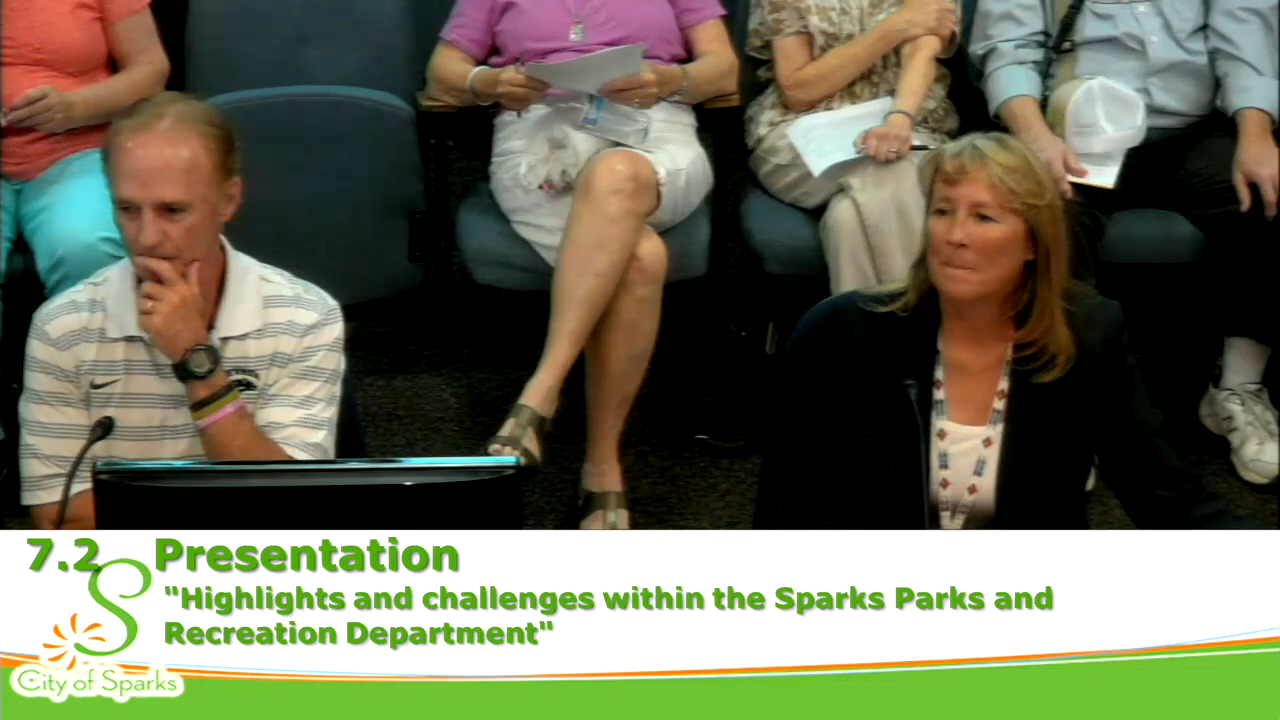 7.2 Presentation
"Highlights and challenges within the Sparks Parks and
Recreation Department"
City of Sparks